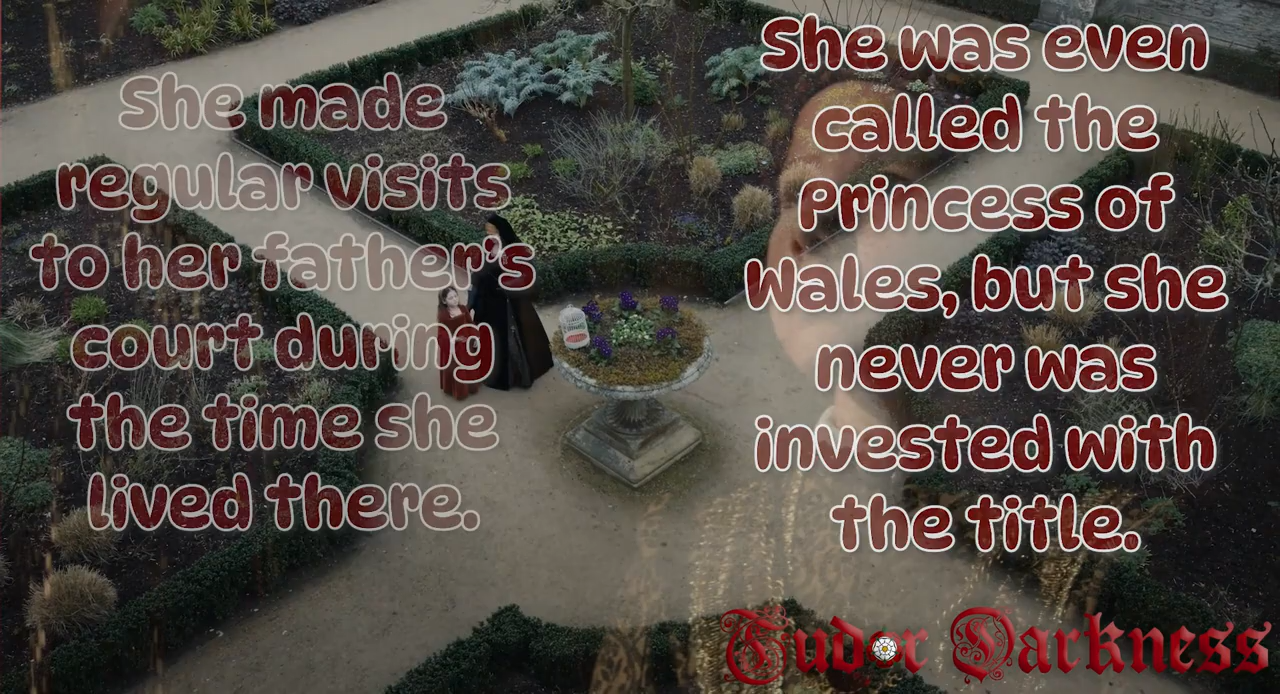 She made
regular visits
to her father's
court during
the time she
lived there.
She was even
called the
Princess of
Wales, but she
never was
invested with
the title.
Tudor Darkness